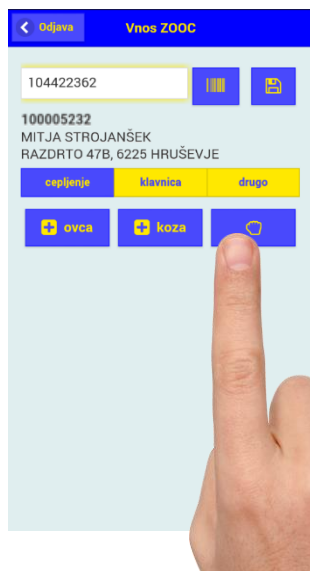 Odjava
Vnos ZOOC
104422362
100005232
MITJA STROJANŠEK
RAZDRTO 47B, 6225 HRUŠEVJE
cepljenje klavnica drugo
ovca koza